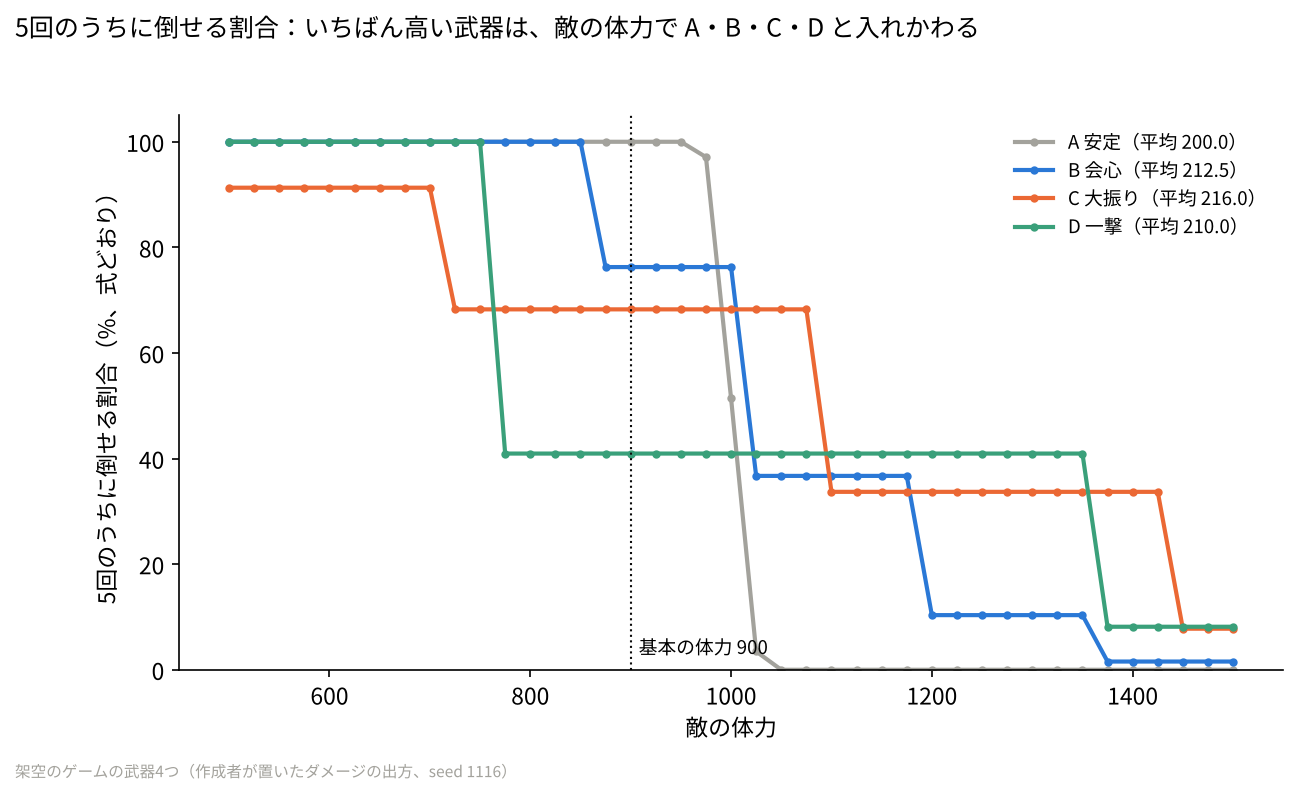 5回のうちに倒せる割合：いちばん高い武器は、敵の体力で A・B・C・D と入れかわる
A 安定（平均 200.0）
B 会心（平均 212.5）
C 大振り（平均 216.0）
D 一撃（平均 210.0）
5回のうちに倒せる割合（%、式どおり）
100
80
60
40
20
0
基本の体力 900
600
800
1000
1200
1400
敵の体力
架空のゲームの武器4つ（作成者が置いたダメージの出方、seed 1116）